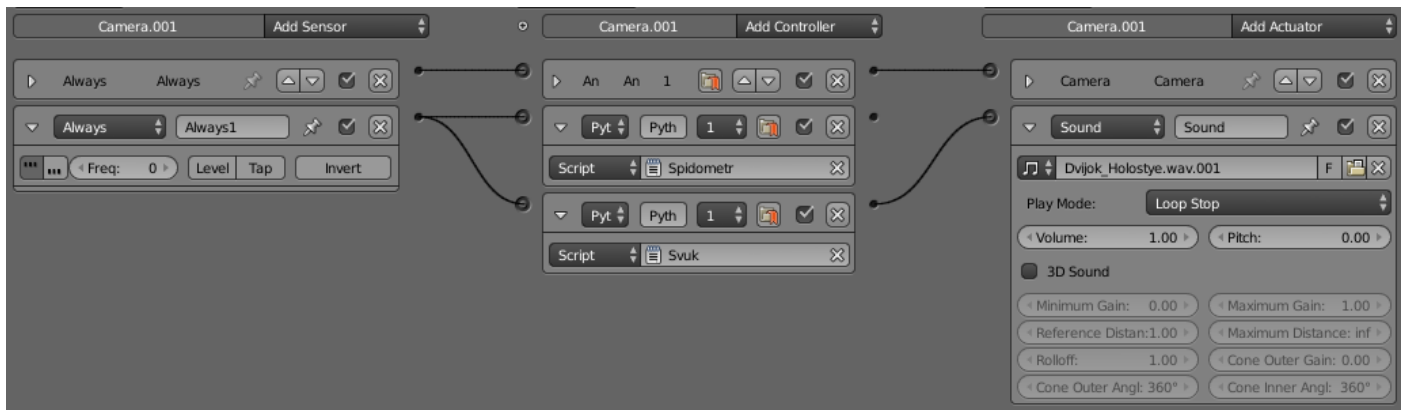 Camera.001 Add Sensor
Always Always
Always Always1
Freq: 0 Level Tap Invert
Camera.001 Add Controller
An An 1
Pyt Pyth 1
Script Spidometr
Pyt Pyth 1
Script Svuk
Camera.001 Add Actuator
Camera Camera
Sound Sound
Dvijok_Holostye.wav.001 F
Play Mode: Loop Stop
Volume: 1.00 Pitch: 0.00
3D Sound
Minimum Gain: 0.00 Maximum Gain: 1.00
Reference Distan:1.00 Maximum Distance: inf
Rolloff: 1.00 Cone Outer Gain: 0.00
Cone Outer Angl: 360° Cone Inner Angl: 360°